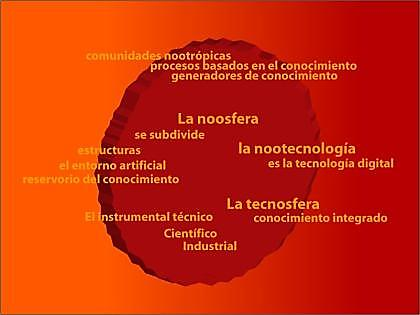 comunidades nootrópicas
procesos basados en el conocimiento
generadores de conocimiento
La noosfera
se subdivide
estructuras
la nootecnología
el entorno artificial
es la tecnología digital
reservorio del conocimiento
La tecnosfera
El instrumental técnico
conocimiento integrado
Científico
Industrial